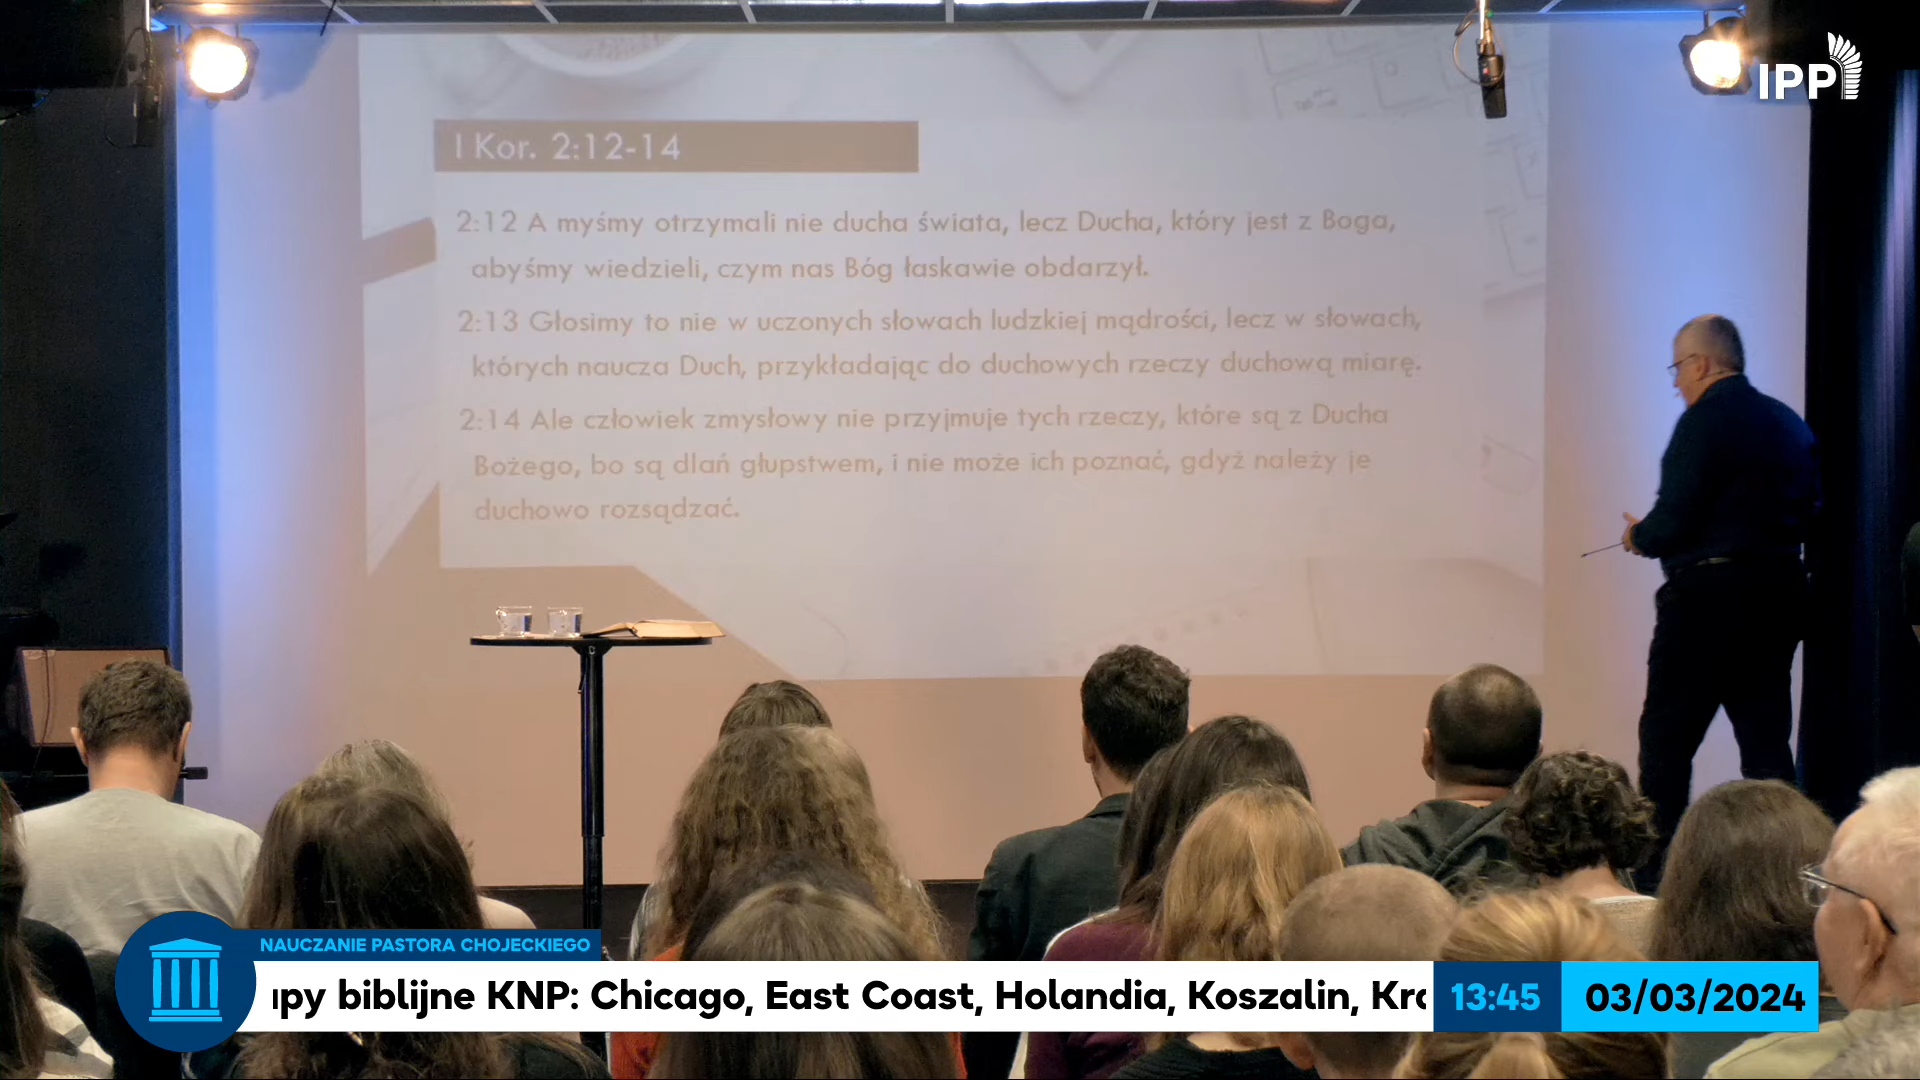 IPP
I Kor. 2:12-14
2:12 A myśmy otrzymali nie ducha świata, lecz Ducha, który jest z Boga,
abyśmy wiedzieli, czym nas Bóg łaskawie obdarzył.
2:13 Głosimy to nie w uczonych słowach ludzkiej mądrości, lecz w słowach,
których naucza Duch, przykładając do duchowych rzeczy duchową miarę.
2:14 Ale człowiek zmysłowy nie przyjmuje tych rzeczy, które są z Ducha
Bożego, bo są dlań głupstwem, i nie może ich poznać, gdyż należy je
duchowo rozsądzać.
NAUCZANIE PASTORA CHOJECKIEGO
biblijne KNP: Chicago, East Coast, Holandia, Koszalin,
13:45
03/03/2024